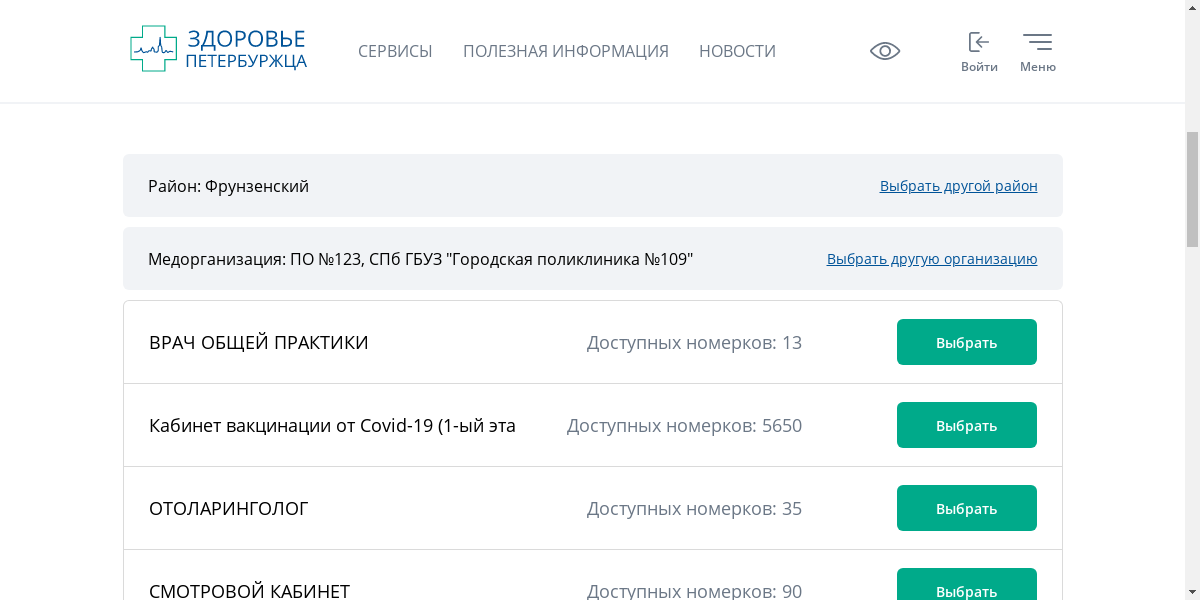 ЗДОРОВЬЕ
ПЕТЕРБУРЖЦА
СЕРВИСЫ ПОЛЕЗНАЯ ИНФОРМАЦИЯ НОВОСТИ
Войти Меню
Район: Фрунзенский Выбрать другой район
Медорганизация: ПО №123, СПб ГБУЗ "Городская поликлиника №109" Выбрать другую организацию
ВРАЧ ОБЩЕЙ ПРАКТИКИ Доступных номерков: 13 Выбрать
Кабинет вакцинации от Covid-19 (1-ый эта Доступных номерков: 5650 Выбрать
ОТОЛАРИНГОЛОГ Доступных номерков: 35 Выбрать
СМОТРОВОЙ КАБИНЕТ Доступных номерков: 90 Выбрать